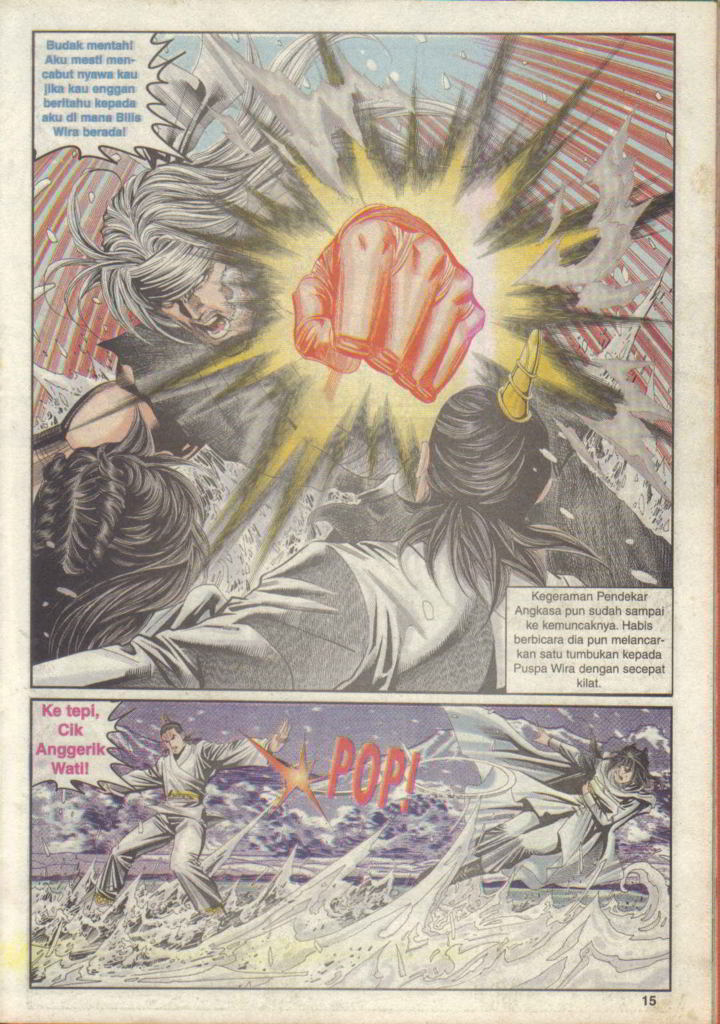 Budak mentah!
Aku mesti men-
cabut nyawa kau
jika kau enggan
beritahu kepada
aku di mana Bilis
Wira berada!
Kegeraman Pendekar
Angkasa pun sudah sampai
ke kemuncaknya. Habis
berbicara dia pun melancar-
kan satu tumbukan kepada
Puspa Wira dengan secepat
kilat.
Ke tepi,
Cik
Anggerik
Wati!
POP!
15